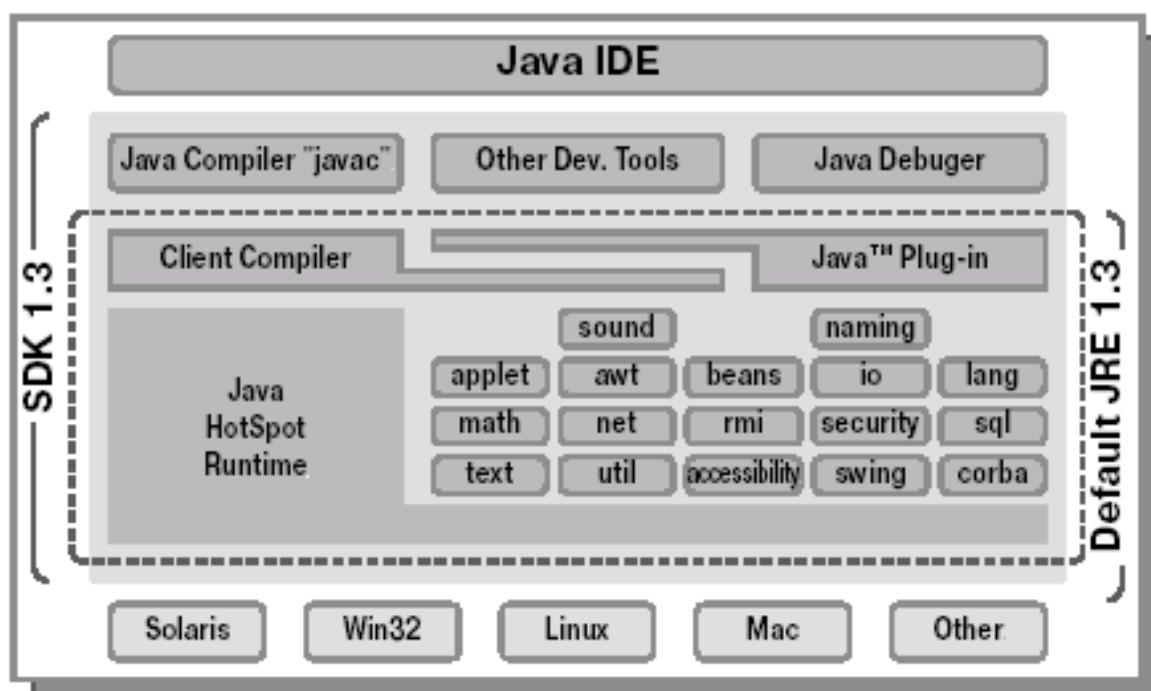 Java IDE
Java Compiler "javac"
Other Dev. Tools
Java Debuger
Client Compiler
Java™ Plug-in
SDK 1.3
Default JRE 1.3
Java
HotSpot
Runtime
sound
naming
applet
awt
beans
io
lang
math
net
rmi
security
sql
text
util
accessibility
swing
corba
Solaris
Win32
Linux
Mac
Other